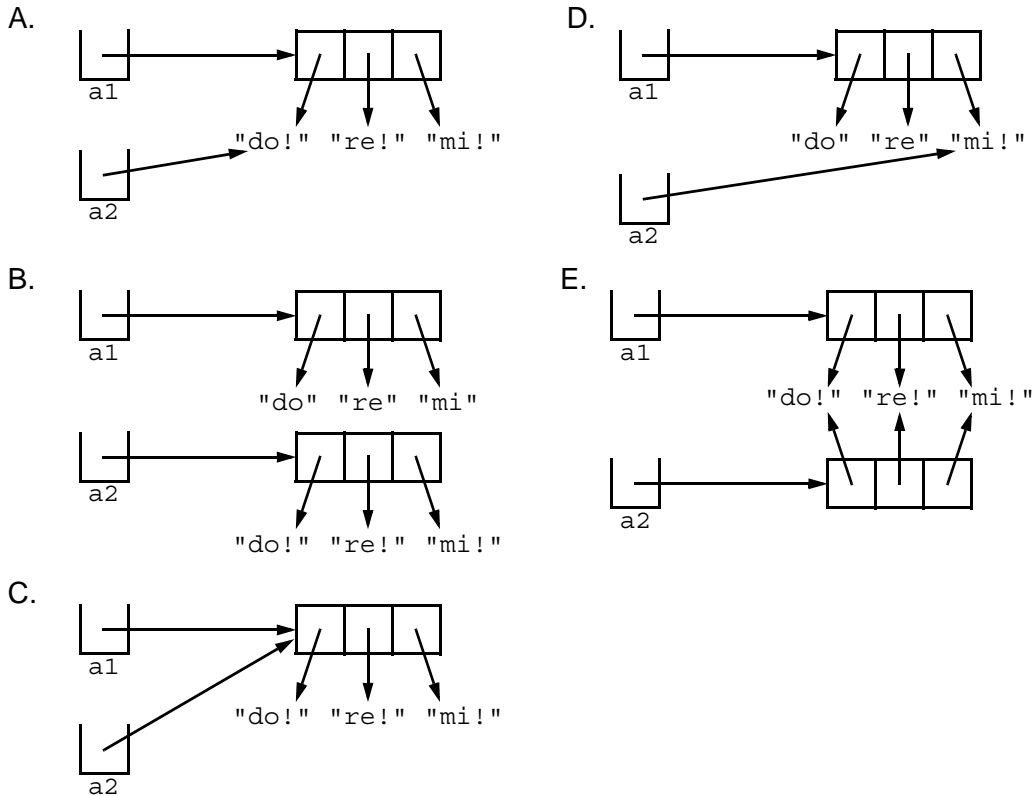 A.
a1
"do!" "re!" "mi!"
a2
D.
a1
"do" "re" "mi!"
a2
B.
a1
"do" "re" "mi"
a2
"do!" "re!" "mi!"
E.
a1
"do!" "re!" "mi!"
a2
C.
a1
"do!" "re!" "mi!"
a2